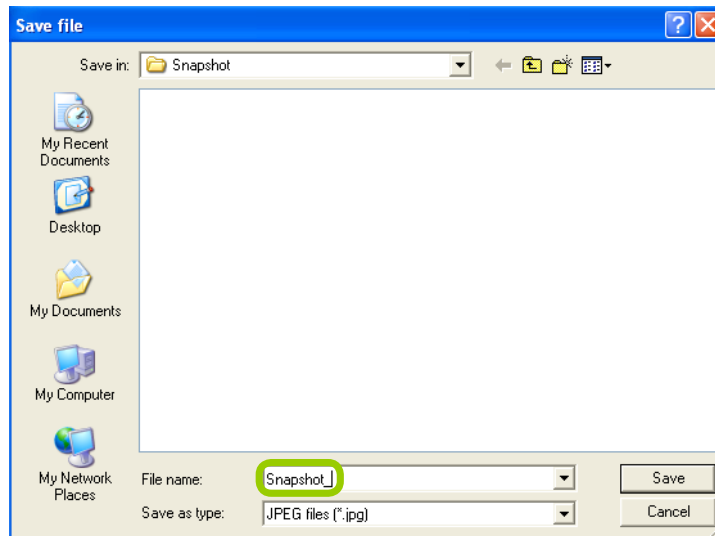 Save file
Save in: Snapshot
My Recent
Documents
Desktop
My Documents
My Computer
My Network
Places
File name: Snapshot_
Save
Save as type: JPEG files (*.jpg)
Cancel